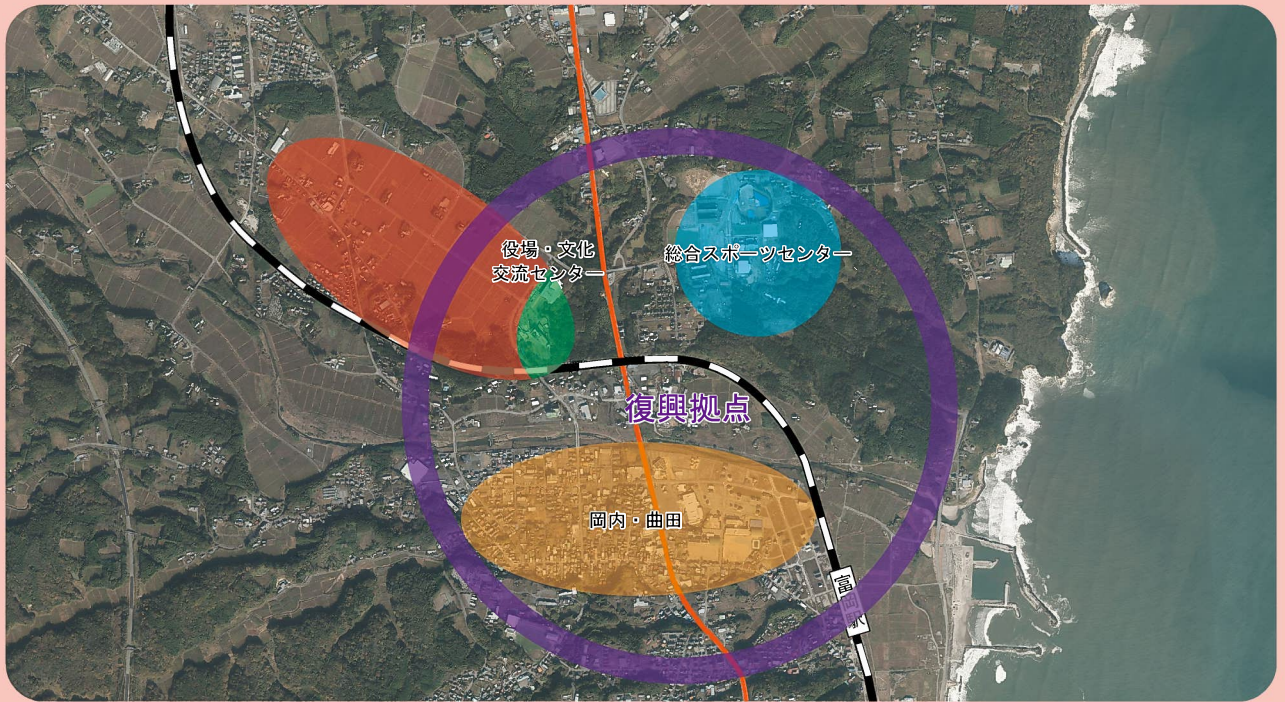 役場・文化
交流センター
総合スポーツセンター
復興拠点
岡内・曲田
富岡駅